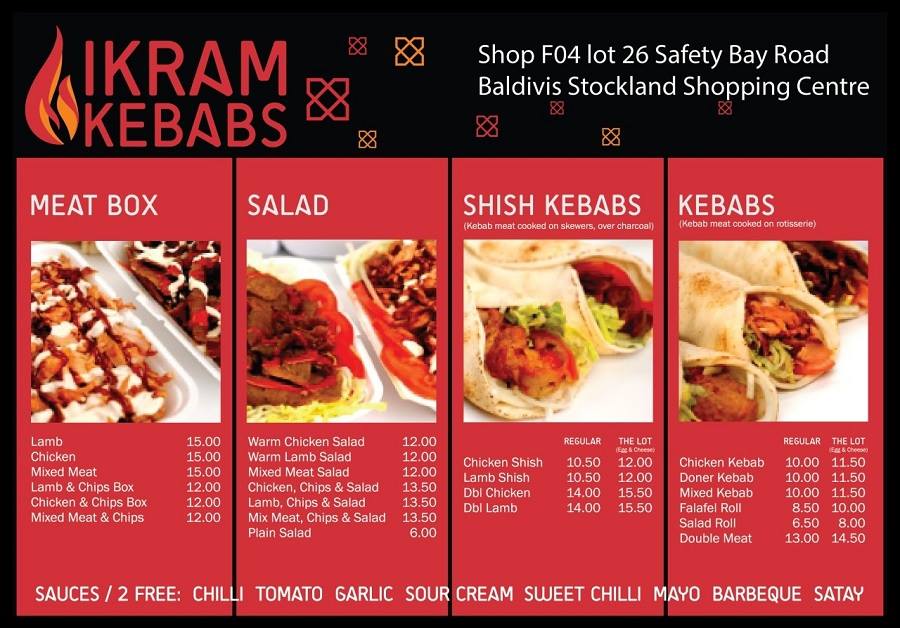 IKRAM
KEBABS
Shop F04 lot 26 Safety Bay Road
Baldivis Stockland Shopping Centre
MEAT BOX
Lamb 15.00
Chicken 15.00
Mixed Meat 15.00
Lamb & Chips Box 12.00
Chicken & Chips Box 12.00
Mixed Meat & Chips 12.00
SALAD
Warm Chicken Salad 12.00
Warm Lamb Salad 12.00
Mixed Meat Salad 12.00
Chicken, Chips & Salad 13.50
Lamb, Chips & Salad 13.50
Mix Meat, Chips & Salad 13.50
Plain Salad 6.00
SHISH KEBABS
(Kebab meat cooked on skewers, over charcoal)
REGULAR THE LOT
(Egg & Cheese)
Chicken Shish 10.50 12.00
Lamb Shish 10.50 12.00
Dbl Chicken 14.00 15.50
Dbl Lamb 14.00 15.50
KEBABS
(Kebab meat cooked on rotisserie)
REGULAR THE LOT
(Egg & Cheese)
Chicken Kebab 10.00 11.50
Doner Kebab 10.00 11.50
Mixed Kebab 10.00 11.50
Falafel Roll 8.50 10.00
Salad Roll 6.50 8.00
Double Meat 13.00 14.50
SAUCES / 2 FREE: CHILLI TOMATO GARLIC SOUR CREAM SWEET CHILLI MAYO BARBEQUE SATAY